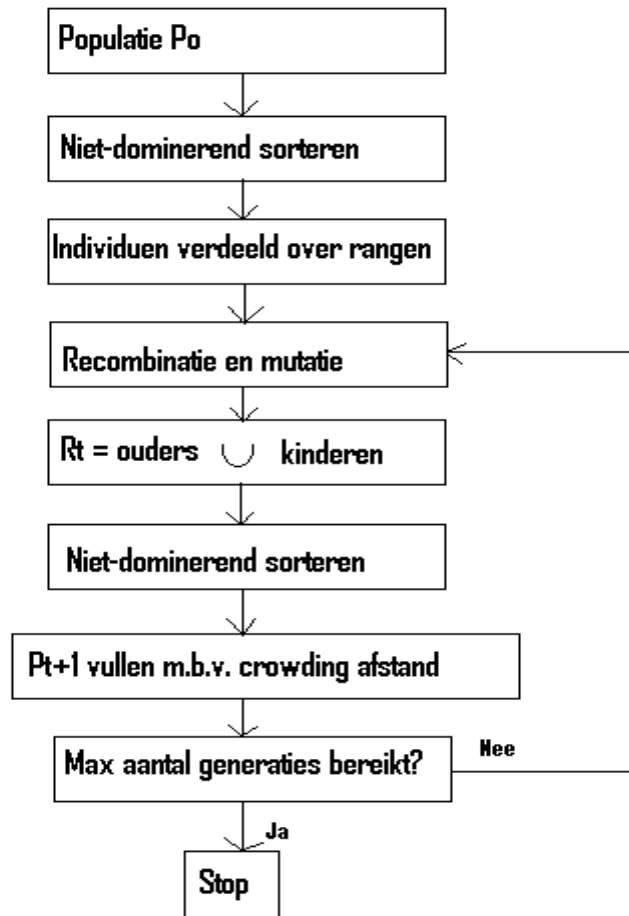 Populatie Po
Niet-dominerend sorteren
Individuen verdeeld over rangen
Recombinatie en mutatie
Rt = ouders ∪ kinderen
Niet-dominerend sorteren
Pt+1 vullen m.b.v. crowding afstand
Max aantal generaties bereikt?
Nee
Ja
Stop